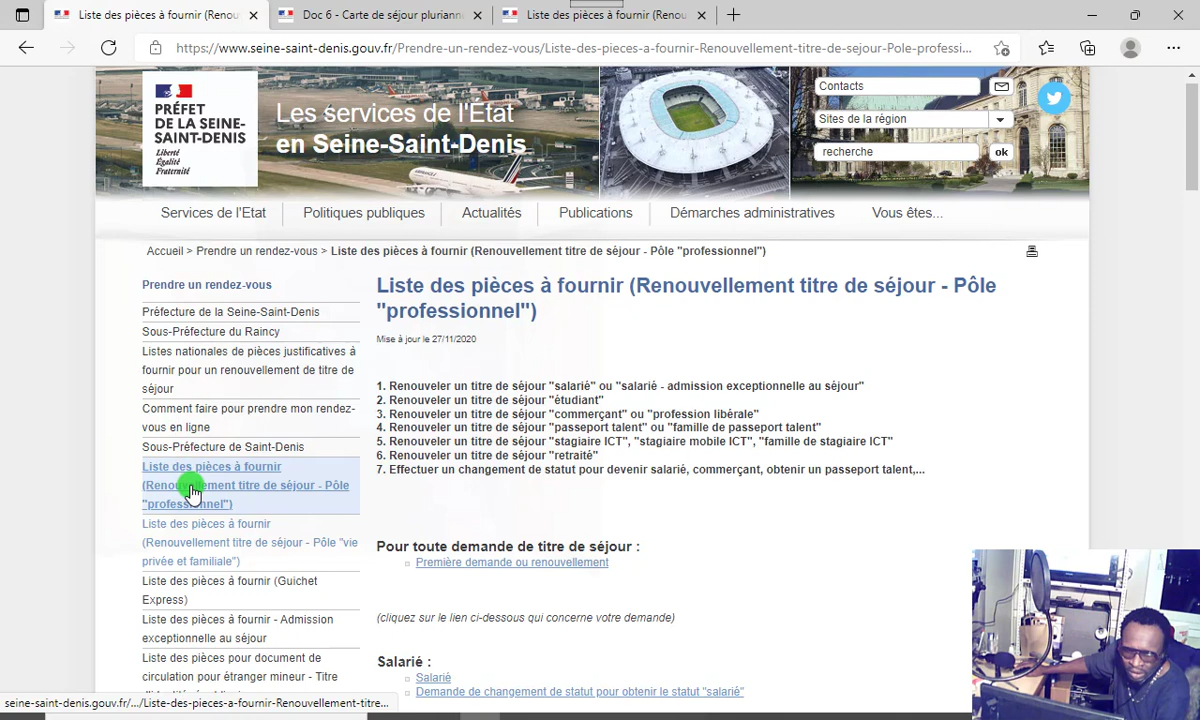 Liste des pièces à fournir (Renou
Doc 6 - Carte de séjour plurianne
Liste des pièces à fournir (Renou
https://www.seine-saint-denis.gouv.fr/Prendre-un-rendez-vous/Liste-des-pieces-a-fournir-Renouvellement-titre-de-sejour-Pole-professi...
PRÉFET
DE LA SEINE-
SAINT-DENIS
Liberté
Égalité
Fraternité
Les services de l'État
en Seine-Saint-Denis
Contacts
Sites de la région
recherche
ok
Services de l'Etat
Politiques publiques
Actualités
Publications
Démarches administratives
Vous êtes...
Accueil > Prendre un rendez-vous > Liste des pièces à fournir (Renouvellement titre de séjour - Pôle "professionnel")
Prendre un rendez-vous
Préfecture de la Seine-Saint-Denis
Sous-Préfecture du Raincy
Listes nationales de pièces justificatives à
fournir pour un renouvellement de titre de
séjour
Comment faire pour prendre mon rendez-
vous en ligne
Sous-Préfecture de Saint-Denis
Liste des pièces à fournir
(Renouvellement titre de séjour - Pôle
"professionnel")
Liste des pièces à fournir
(Renouvellement titre de séjour - Pôle "vie
privée et familiale")
Liste des pièces à fournir (Guichet
Express)
Liste des pièces à fournir - Admission
exceptionnelle au séjour
Liste des pièces pour document de
circulation pour étranger mineur - Titre
Liste des pièces à fournir (Renouvellement titre de séjour - Pôle
"professionnel")
Mise à jour le 27/11/2020
1. Renouveler un titre de séjour "salarié" ou "salarié - admission exceptionnelle au séjour"
2. Renouveler un titre de séjour "étudiant"
3. Renouveler un titre de séjour "commerçant" ou "profession libérale"
4. Renouveler un titre de séjour "passeport talent" ou "famille de passeport talent"
5. Renouveler un titre de séjour "stagiaire ICT", "stagiaire mobile ICT", "famille de stagiaire ICT"
6. Renouveler un titre de séjour "retraité"
7. Effectuer un changement de statut pour devenir salarié, commerçant, obtenir un passeport talent,...
Pour toute demande de titre de séjour :
Première demande ou renouvellement
(cliquez sur le lien ci-dessous qui concerne votre demande)
Salarié :
Salarié
Demande de changement de statut pour obtenir le statut "salarié"
seine-saint-denis.gouv.fr/.../Liste-des-pieces-a-fournir-Renouvellement-titre...